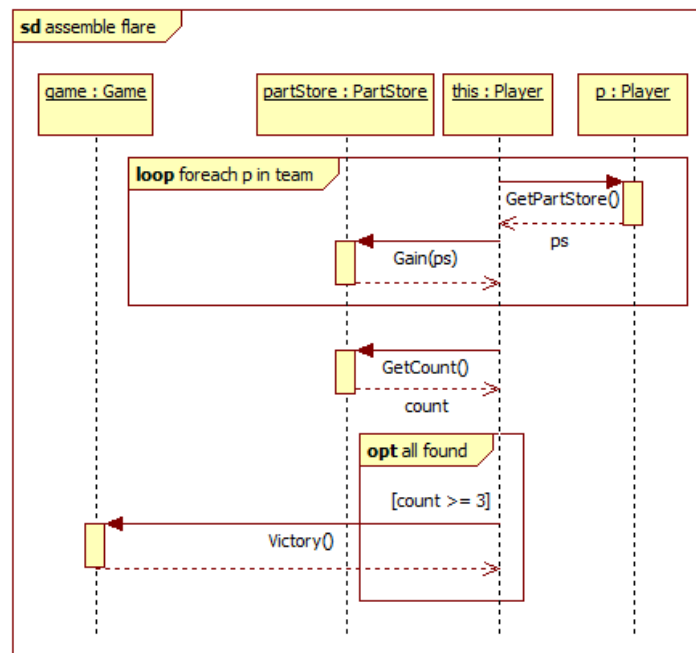 sd assemble flare
game : Game
partStore : PartStore
this : Player
p : Player
loop foreach p in team
GetPartStore()
ps
Gain(ps)
GetCount()
count
opt all found
[count >= 3]
Victory()